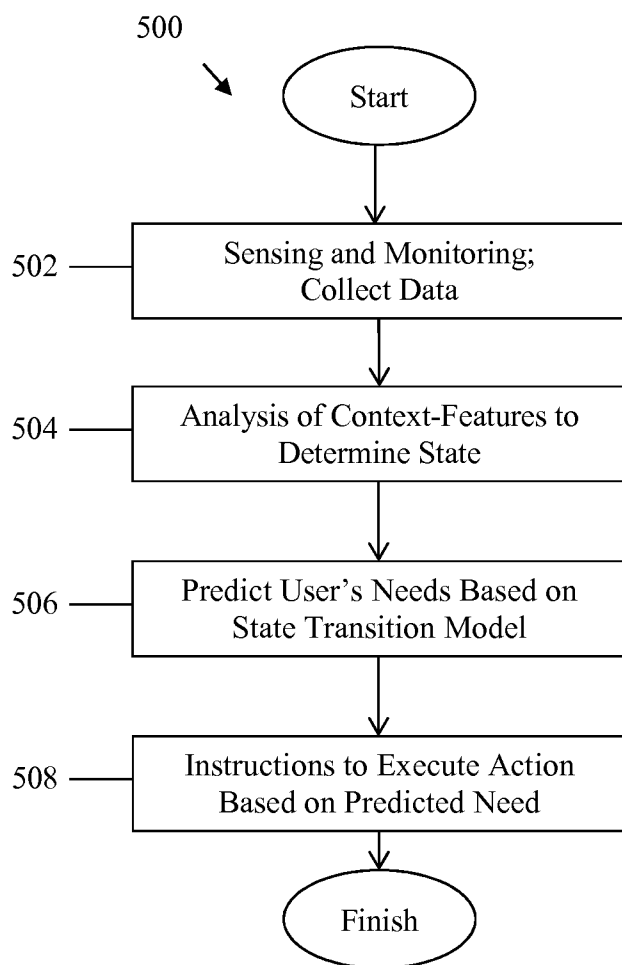 500
Start
502
Sensing and Monitoring;
Collect Data
504
Analysis of Context-Features to
Determine State
506
Predict User's Needs Based on
State Transition Model
508
Instructions to Execute Action
Based on Predicted Need
Finish